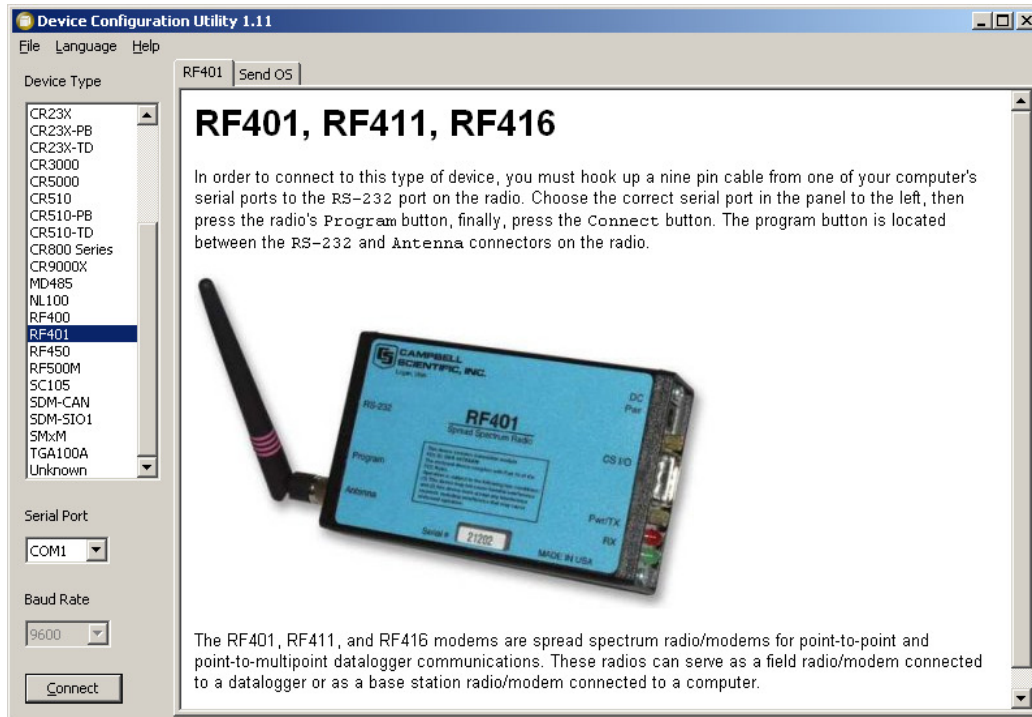 Device Configuration Utility 1.11
File Language Help
Device Type
CR23X
CR23X-PB
CR23X-TD
CR3000
CR5000
CR510
CR510-PB
CR510-TD
CR800 Series
CR9000X
MD485
NL100
RF400
RF401
RF450
RF500M
SC105
SDM-CAN
SDM-SIO1
SMxM
TGA100A
Unknown
Serial Port
COM1
Baud Rate
9600
Connect
RF401 Send OS
RF401, RF411, RF416
In order to connect to this type of device, you must hook up a nine pin cable from one of your computer's
serial ports to the RS-232 port on the radio. Choose the correct serial port in the panel to the left, then
press the radio's Program button, finally, press the Connect button. The program button is located
between the RS-232 and Antenna connectors on the radio.
CAMPBELL
SCIENTIFIC, INC.
Logan, Utah
RS-232
RF401
Spread Spectrum Radio
DC
Pwr
CS I/O
Program
Antenna
Pwr/TX
RX
Serial # 21202
MADE IN USA
The RF401, RF411, and RF416 modems are spread spectrum radio/modems for point-to-point and
point-to-multipoint datalogger communications. These radios can serve as a field radio/modem connected
to a datalogger or as a base station radio/modem connected to a computer.